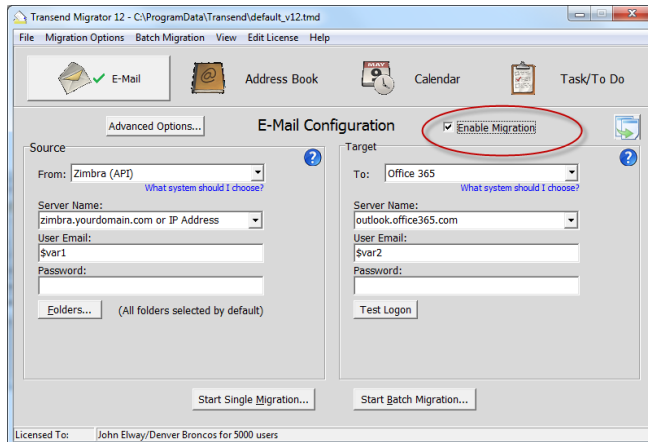 Transend Migrator 12 - C:\ProgramData\Transend\default_v12.tmd
File Migration Options Batch Migration View Edit License Help
E-Mail Address Book MAY 9 Calendar Task/To Do
Advanced Options... E-Mail Configuration Enable Migration
Source Target
From: Zimbra (API) To: Office 365
What system should I choose? What system should I choose?
Server Name: Server Name:
zimbra.yourdomain.com or IP Address outlook.office365.com
User Email: User Email:
$var1 $var2
Password: Password:
Folders... (All folders selected by default) Test Logon
Start Single Migration... Start Batch Migration...
Licensed To: John Elway/Denver Broncos for 5000 users